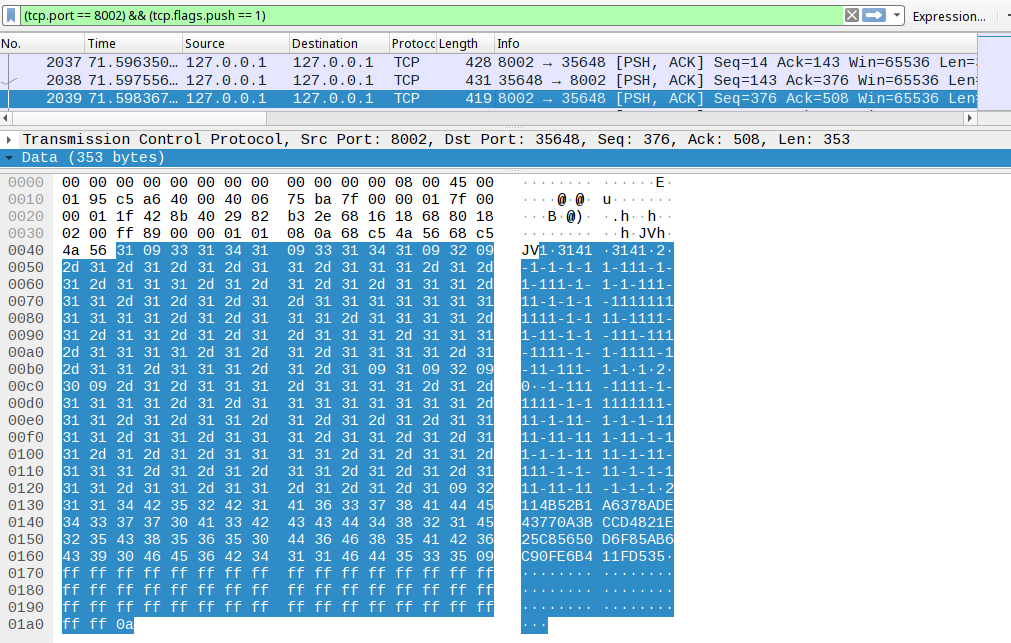 (tcp.port == 8002) && (tcp.flags.push == 1) Expression...
No. Time Source Destination Protocc Length Info
2037 71.596350… 127.0.0.1 127.0.0.1 TCP 428 8002 → 35648 [PSH, ACK] Seq=14 Ack=143 Win=65536 Len=
2038 71.597556… 127.0.0.1 127.0.0.1 TCP 431 35648 → 8002 [PSH, ACK] Seq=143 Ack=376 Win=65536 Len=
2039 71.598367… 127.0.0.1 127.0.0.1 TCP 419 8002 → 35648 [PSH, ACK] Seq=376 Ack=508 Win=65536 Len=
Transmission Control Protocol, Src Port: 8002, Dst Port: 35648, Seq: 376, Ack: 508, Len: 353
Data (353 bytes)
0000 00 00 00 00 00 00 00 00 00 00 00 00 08 00 45 00 ········ ······E·
0010 01 95 c5 a6 40 00 40 06 75 ba 7f 00 00 01 7f 00 ····@·@· u·······
0020 00 01 1f 42 8b 40 29 82 b3 2e 68 16 18 68 80 18 ···B·@)· ·.h··h··
0030 02 00 ff 89 00 00 01 01 08 0a 68 c5 4a 56 68 c5 ········ ··h·JVh·
0040 4a 56 31 09 33 31 34 31 09 33 31 34 31 09 32 09 JV1·3141 ·3141·2·
0050 2d 31 2d 31 2d 31 2d 31 31 2d 31 31 31 2d 31 2d -1-1-1-1 1-111-1-
0060 31 2d 31 31 31 2d 31 2d 31 2d 31 2d 31 31 31 2d 1-111-1- 1-1-111-
0070 31 31 2d 31 2d 31 2d 31 2d 31 31 31 31 31 31 31 11-1-1-1 -1111111
0080 31 31 31 31 2d 31 2d 31 31 31 2d 31 31 31 31 2d 1111-1-1 11-1111-
0090 31 2d 31 31 2d 31 31 2d 2d 31 31 31 2d 31 31 31 1-11-11- -111-111
00a0 2d 31 31 31 31 2d 31 2d 31 2d 31 31 31 31 2d 31 -1111-1- 1-1111-1
00b0 2d 31 31 2d 31 31 31 2d 31 2d 31 09 31 09 32 09 -11-111- 1-1·1·2·
00c0 30 09 2d 31 2d 31 31 31 2d 31 31 31 31 2d 31 2d 0·-1-111 -1111-1-
00d0 31 31 31 31 2d 31 2d 31 31 31 31 31 31 31 2d 31 1111-1-1 1111111-1
00e0 31 31 2d 31 2d 31 31 2d 31 2d 31 2d 31 2d 31 31 11-1-11- 1-1-1-11
00f0 31 31 2d 31 31 2d 31 31 31 31 2d 31 31 2d 31 2d 11-11-11 11-11-1-
0100 31 2d 31 2d 31 2d 31 31 31 31 2d 31 31 2d 31 31 1-1-1-11 11-11-11-
0110 31 31 31 2d 31 2d 31 2d 31 2d 31 2d 31 2d 31 31 111-1-1- 1-1-1-11
0120 31 31 2d 31 31 2d 31 31 2d 31 2d 31 2d 31 09 32 11-11-11 -1-1-1·2
0130 31 31 34 42 35 32 42 31 41 36 33 37 38 41 44 45 114B52B1 A6378ADE
0140 34 33 37 37 30 41 33 42 43 43 44 34 38 32 31 45 43770A3B CCD4821E
0150 32 35 43 38 35 36 35 30 44 36 46 38 35 41 42 36 25C85650 D6F85AB6
0160 43 39 30 46 45 36 42 34 31 31 46 44 35 33 35 09 C90FE6B4 11FD535·
0170 ff ff ff ff ff ff ff ff ff ff ff ff ff ff ff ff ········ ········
0180 ff ff ff ff ff ff ff ff ff ff ff ff ff ff ff ff ········ ········
0190 ff ff ff ff ff ff ff ff ff ff ff ff ff ff ff ff ········ ········
01a0 ff ff 0a ···